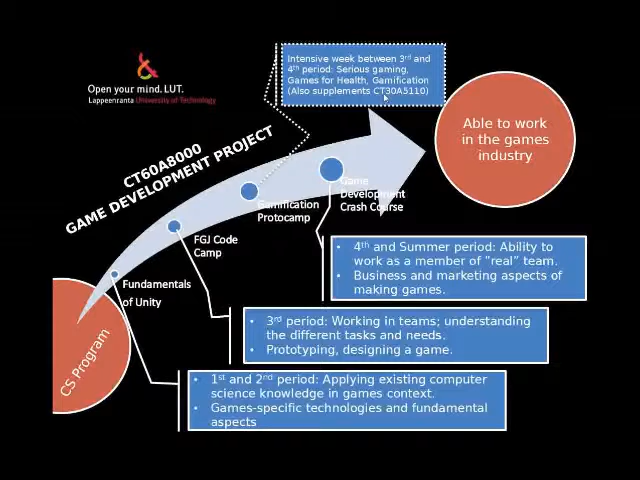 Open your mind. LUT.
Lappeenranta University of Technology
Intensive week between 3rd and
4th period: Serious gaming,
Games for Health, Gamification
(Also supplements CT30A5110)
Able to work
in the games
industry
CT60A8000
GAME DEVELOPMENT PROJECT
Game
Development
Crash Course
Gamification
Protocamp
FGJ Code
Camp
Fundamentals
of Unity
CS Program
• 4th and Summer period: Ability to
work as a member of "real" team.
• Business and marketing aspects of
making games.
• 3rd period: Working in teams; understanding
the different tasks and needs.
• Prototyping, designing a game.
• 1st and 2nd period: Applying existing computer
science knowledge in games context.
• Games-specific technologies and fundamental
aspects